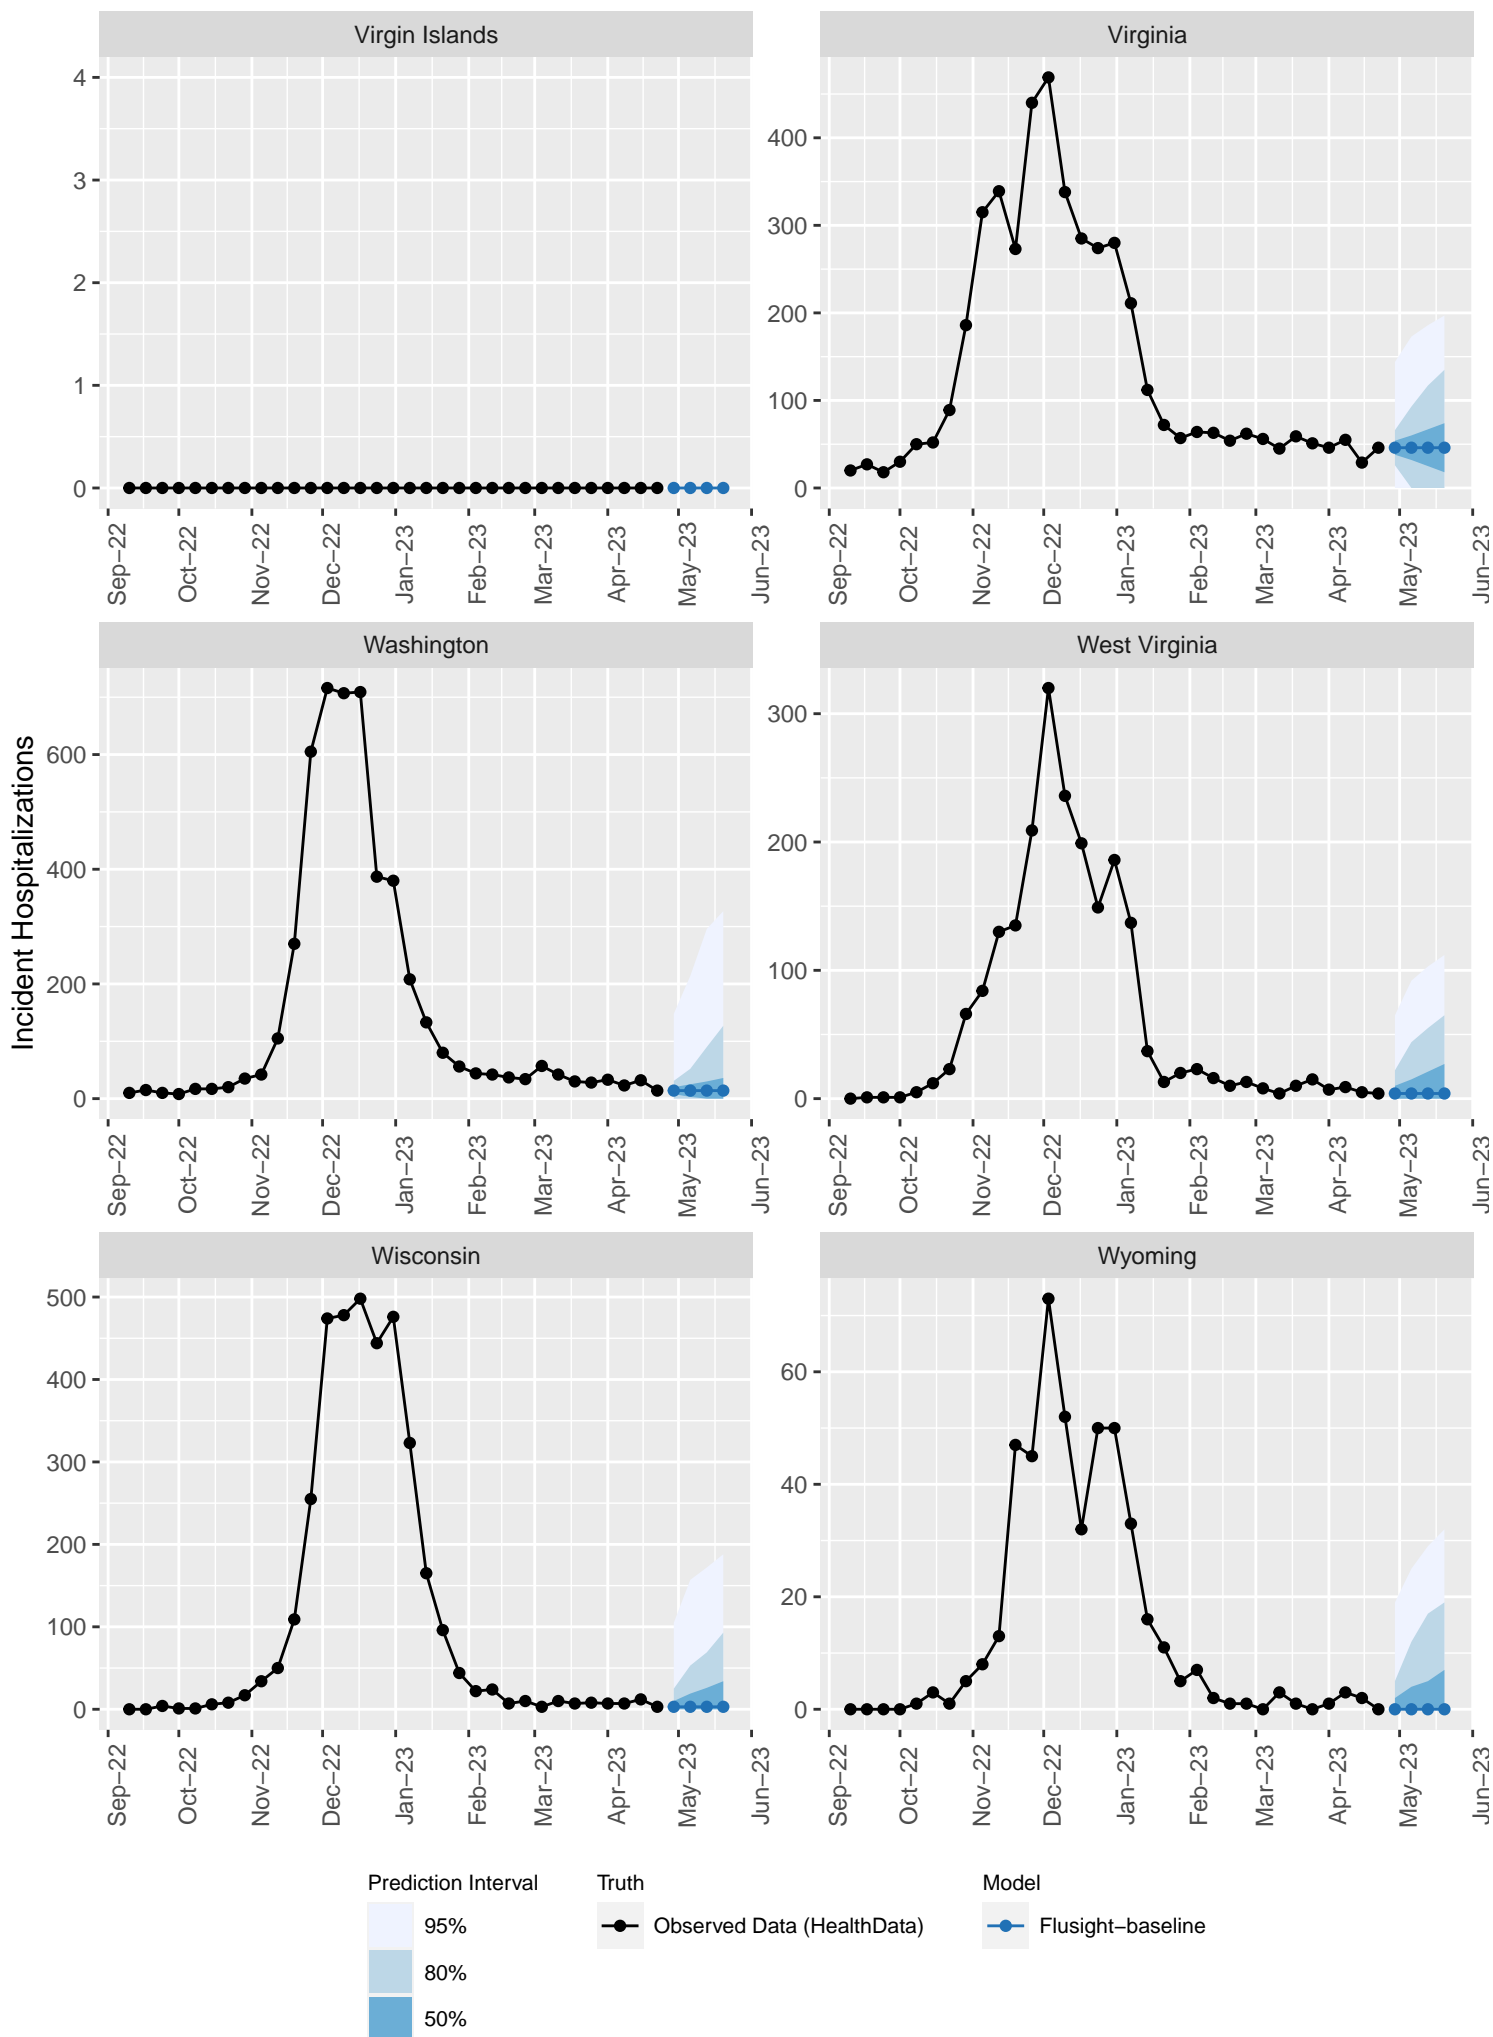 Virgin Islands
Virginia
4
3
2
1
0
400
300
200
100
0
Sep−22 Oct−22 Nov−22 Dec−22 Jan−23 Feb−23 Mar−23 Apr−23 May−23 Jun−23
Sep−22 Oct−22 Nov−22 Dec−22 Jan−23 Feb−23 Mar−23 Apr−23 May−23 Jun−23
Incident Hospitalizations
Washington
West Virginia
600
400
200
0
300
200
100
0
Sep−22 Oct−22 Nov−22 Dec−22 Jan−23 Feb−23 Mar−23 Apr−23 May−23 Jun−23
Sep−22 Oct−22 Nov−22 Dec−22 Jan−23 Feb−23 Mar−23 Apr−23 May−23 Jun−23
Wisconsin
Wyoming
500
400
300
200
100
0
60
40
20
0
Sep−22 Oct−22 Nov−22 Dec−22 Jan−23 Feb−23 Mar−23 Apr−23 May−23 Jun−23
Sep−22 Oct−22 Nov−22 Dec−22 Jan−23 Feb−23 Mar−23 Apr−23 May−23 Jun−23
Prediction Interval
95%
80%
50%
Truth
Observed Data (HealthData)
Model
Flusight−baseline